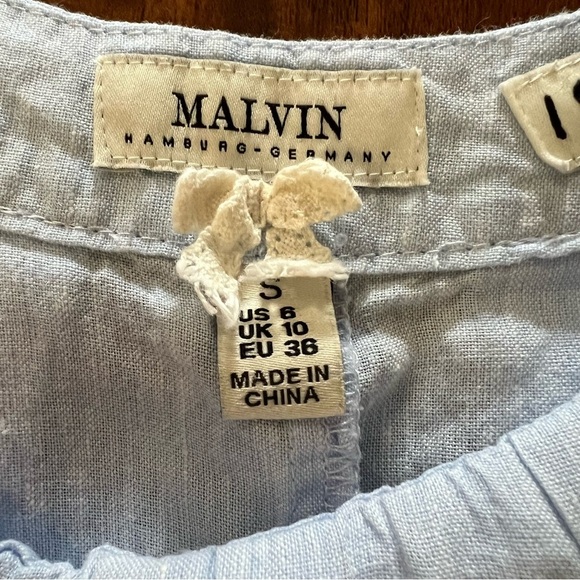 MALVIN
HAMBURG-GERMANY
S
US 6
UK 10
EU 36
MADE IN
CHINA